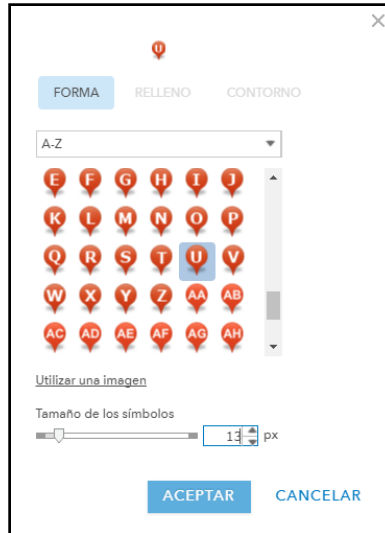 U
FORMA RELLENO CONTORNO
A-Z
E F G H I J
K L M N O P
Q R S T U V
W X Y Z AA AB
AC AD AE AF AG AH
Utilizar una imagen
Tamaño de los símbolos
13 px
ACEPTAR CANCELAR